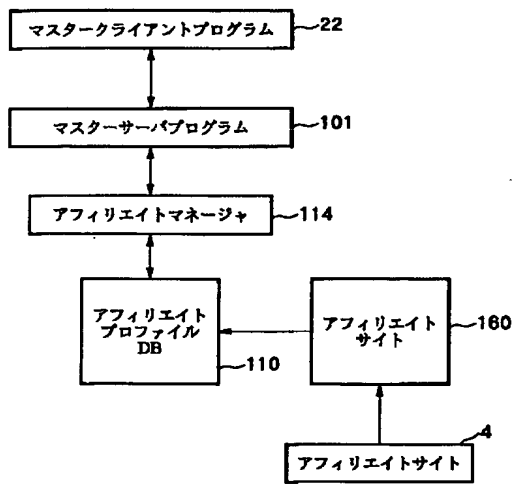 マスタークライアントプログラム
22
マスターサーバプログラム
101
アフィリエイトマネージャ
114
アフィリエイト
プロファイル
DB
110
アフィリエイト
サイト
160
アフィリエイトサイト
4